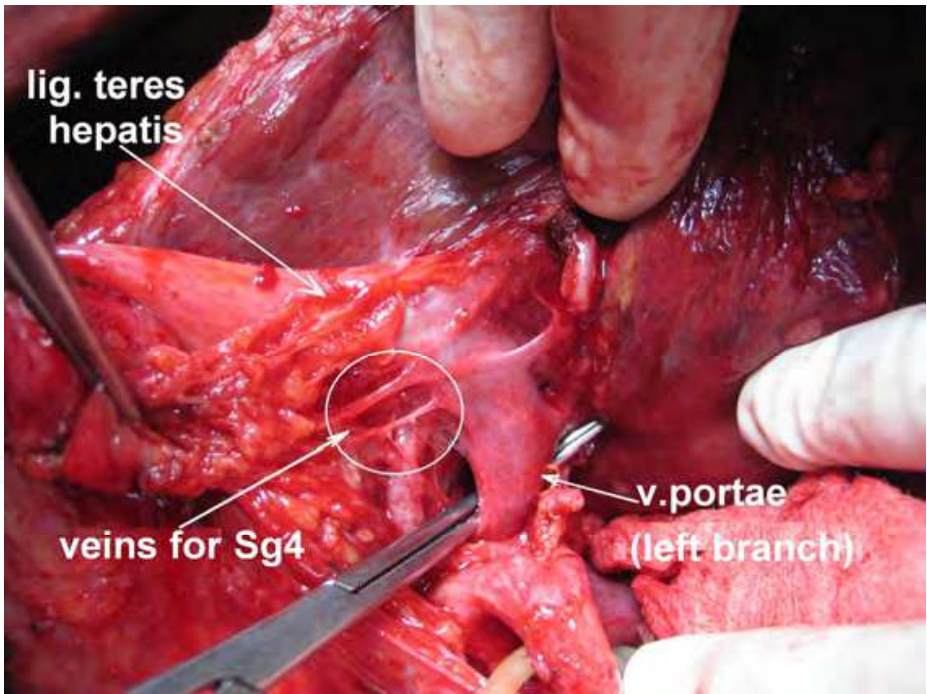 lig. teres
hepatis
veins for Sg4
v.portae
(left branch)